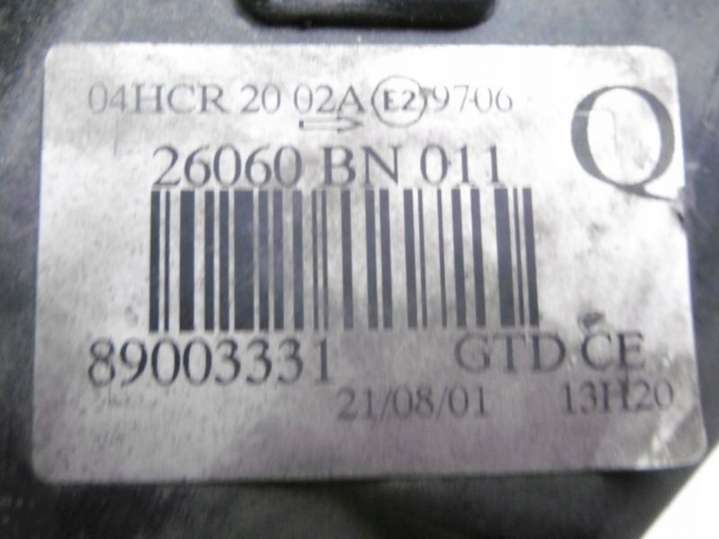 04HCR 20 02A E2 9706
Q
26060 BN 011
89003331 GTD CE
21/08/01 13H20